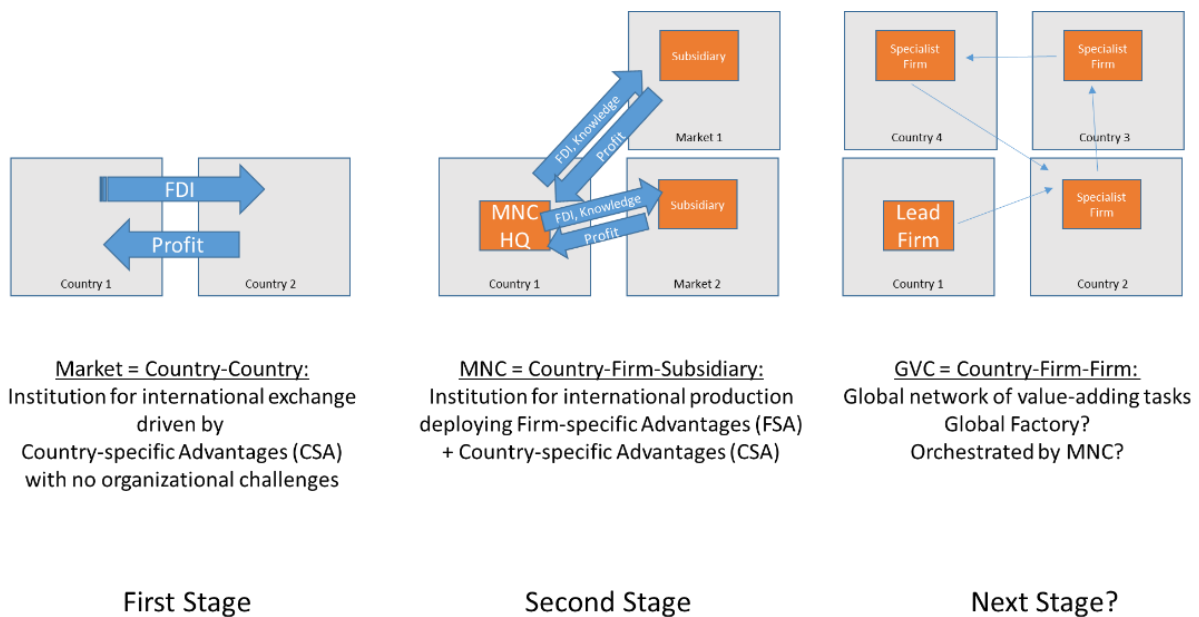 FDI
Profit
Country 1
Country 2
Market = Country-Country:
Institution for international exchange
driven by
Country-specific Advantages (CSA)
with no organizational challenges
First Stage
Subsidiary
Market 1
FDI, Knowledge
Profit
MNC
HQ
FDI, Knowledge
Profit
Subsidiary
Country 1
Market 2
MNC = Country-Firm-Subsidiary:
Institution for international production
deploying Firm-specific Advantages (FSA)
+ Country-specific Advantages (CSA)
Second Stage
Specialist
Firm
Specialist
Firm
Country 4
Country 3
Lead
Firm
Specialist
Firm
Country 1
Country 2
GVC = Country-Firm-Firm:
Global network of value-adding tasks
Global Factory?
Orchestrated by MNC?
Next Stage?